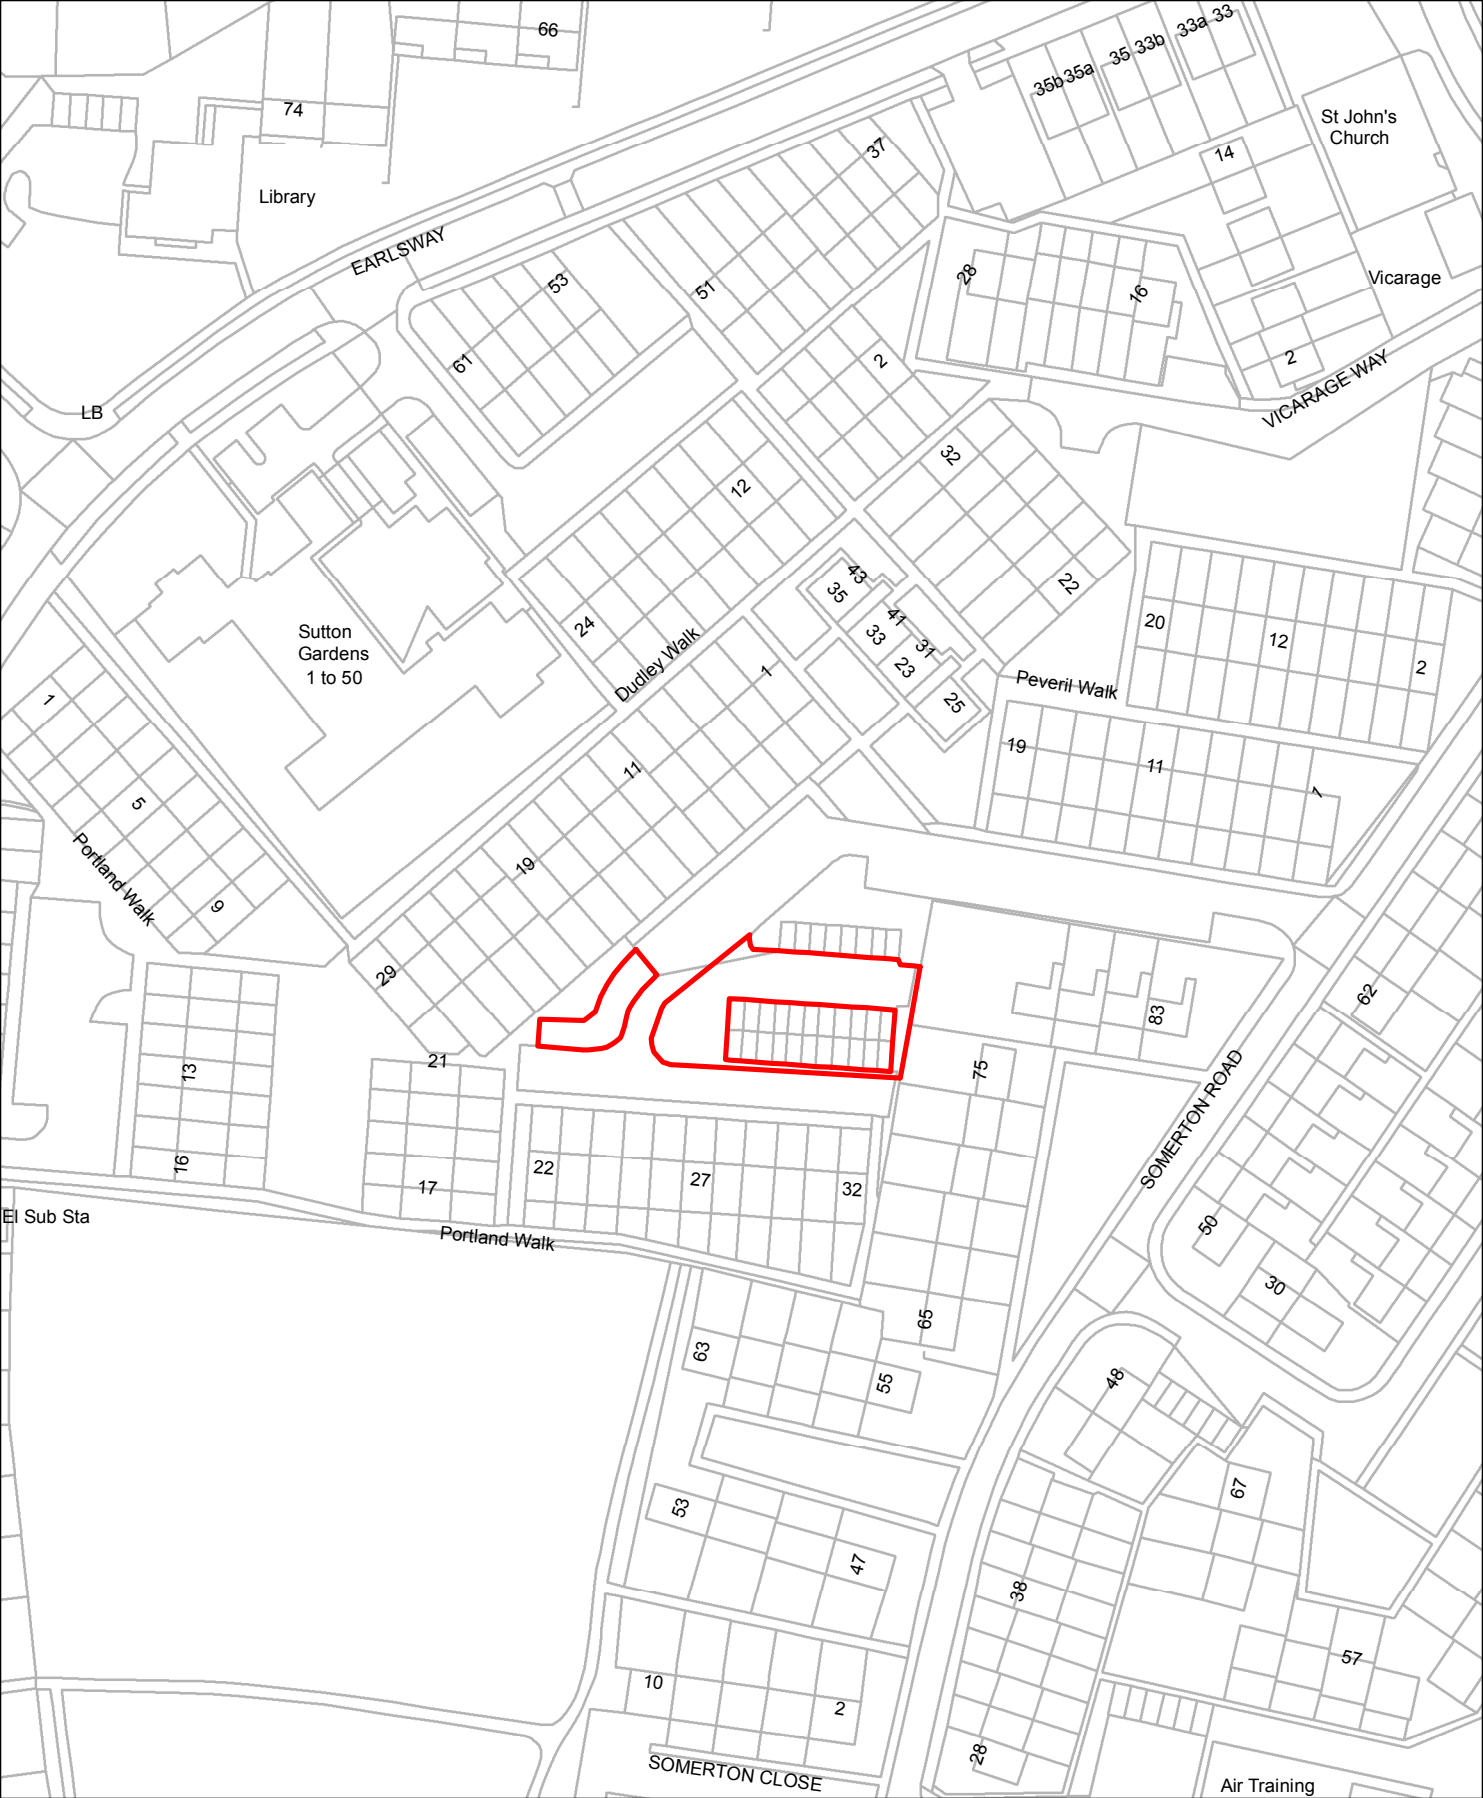 66
74
Library
EARLSWAY
LB
37
51
53
61
35b
35a
35
33b
33a
33
14
St John's
Church
Vicarage
28
16
2
VICARAGE WAY
2
12
24
Dudley Walk
32
22
43
35
41
33
31
23
25
Sutton
Gardens
1 to 50
1
5
9
Portland Walk
1
11
19
29
Peveril Walk
20
12
2
19
11
1
13
16
21
17
22
27
32
Portland Walk
El Sub Sta
83
75
65
62
SOMERTON ROAD
50
30
63
55
48
53
47
67
38
57
10
2
28
SOMERTON CLOSE
Air Training